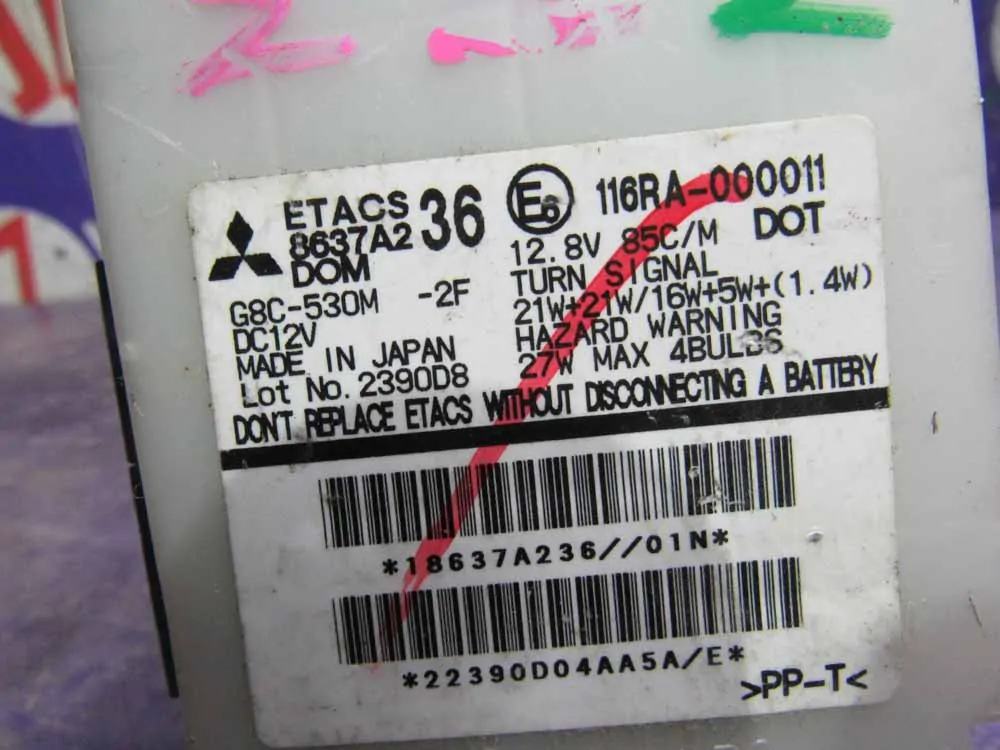 ETACS
8637A2 36
DOM
G8C-530M -2F
DC12V
MADE IN JAPAN
Lot No. 2390D8
E6 116RA-000011
DOT
12.8V 85C/M
TURN SIGNAL
21W+21W/16W+5W+(1.4W)
HAZARD WARNING
27W MAX 4BULBS
DON'T REPLACE ETACS WITHOUT DISCONNECTING A BATTERY
*18637A236//01N*
*22390D04AA5A/E*
>PP-T<